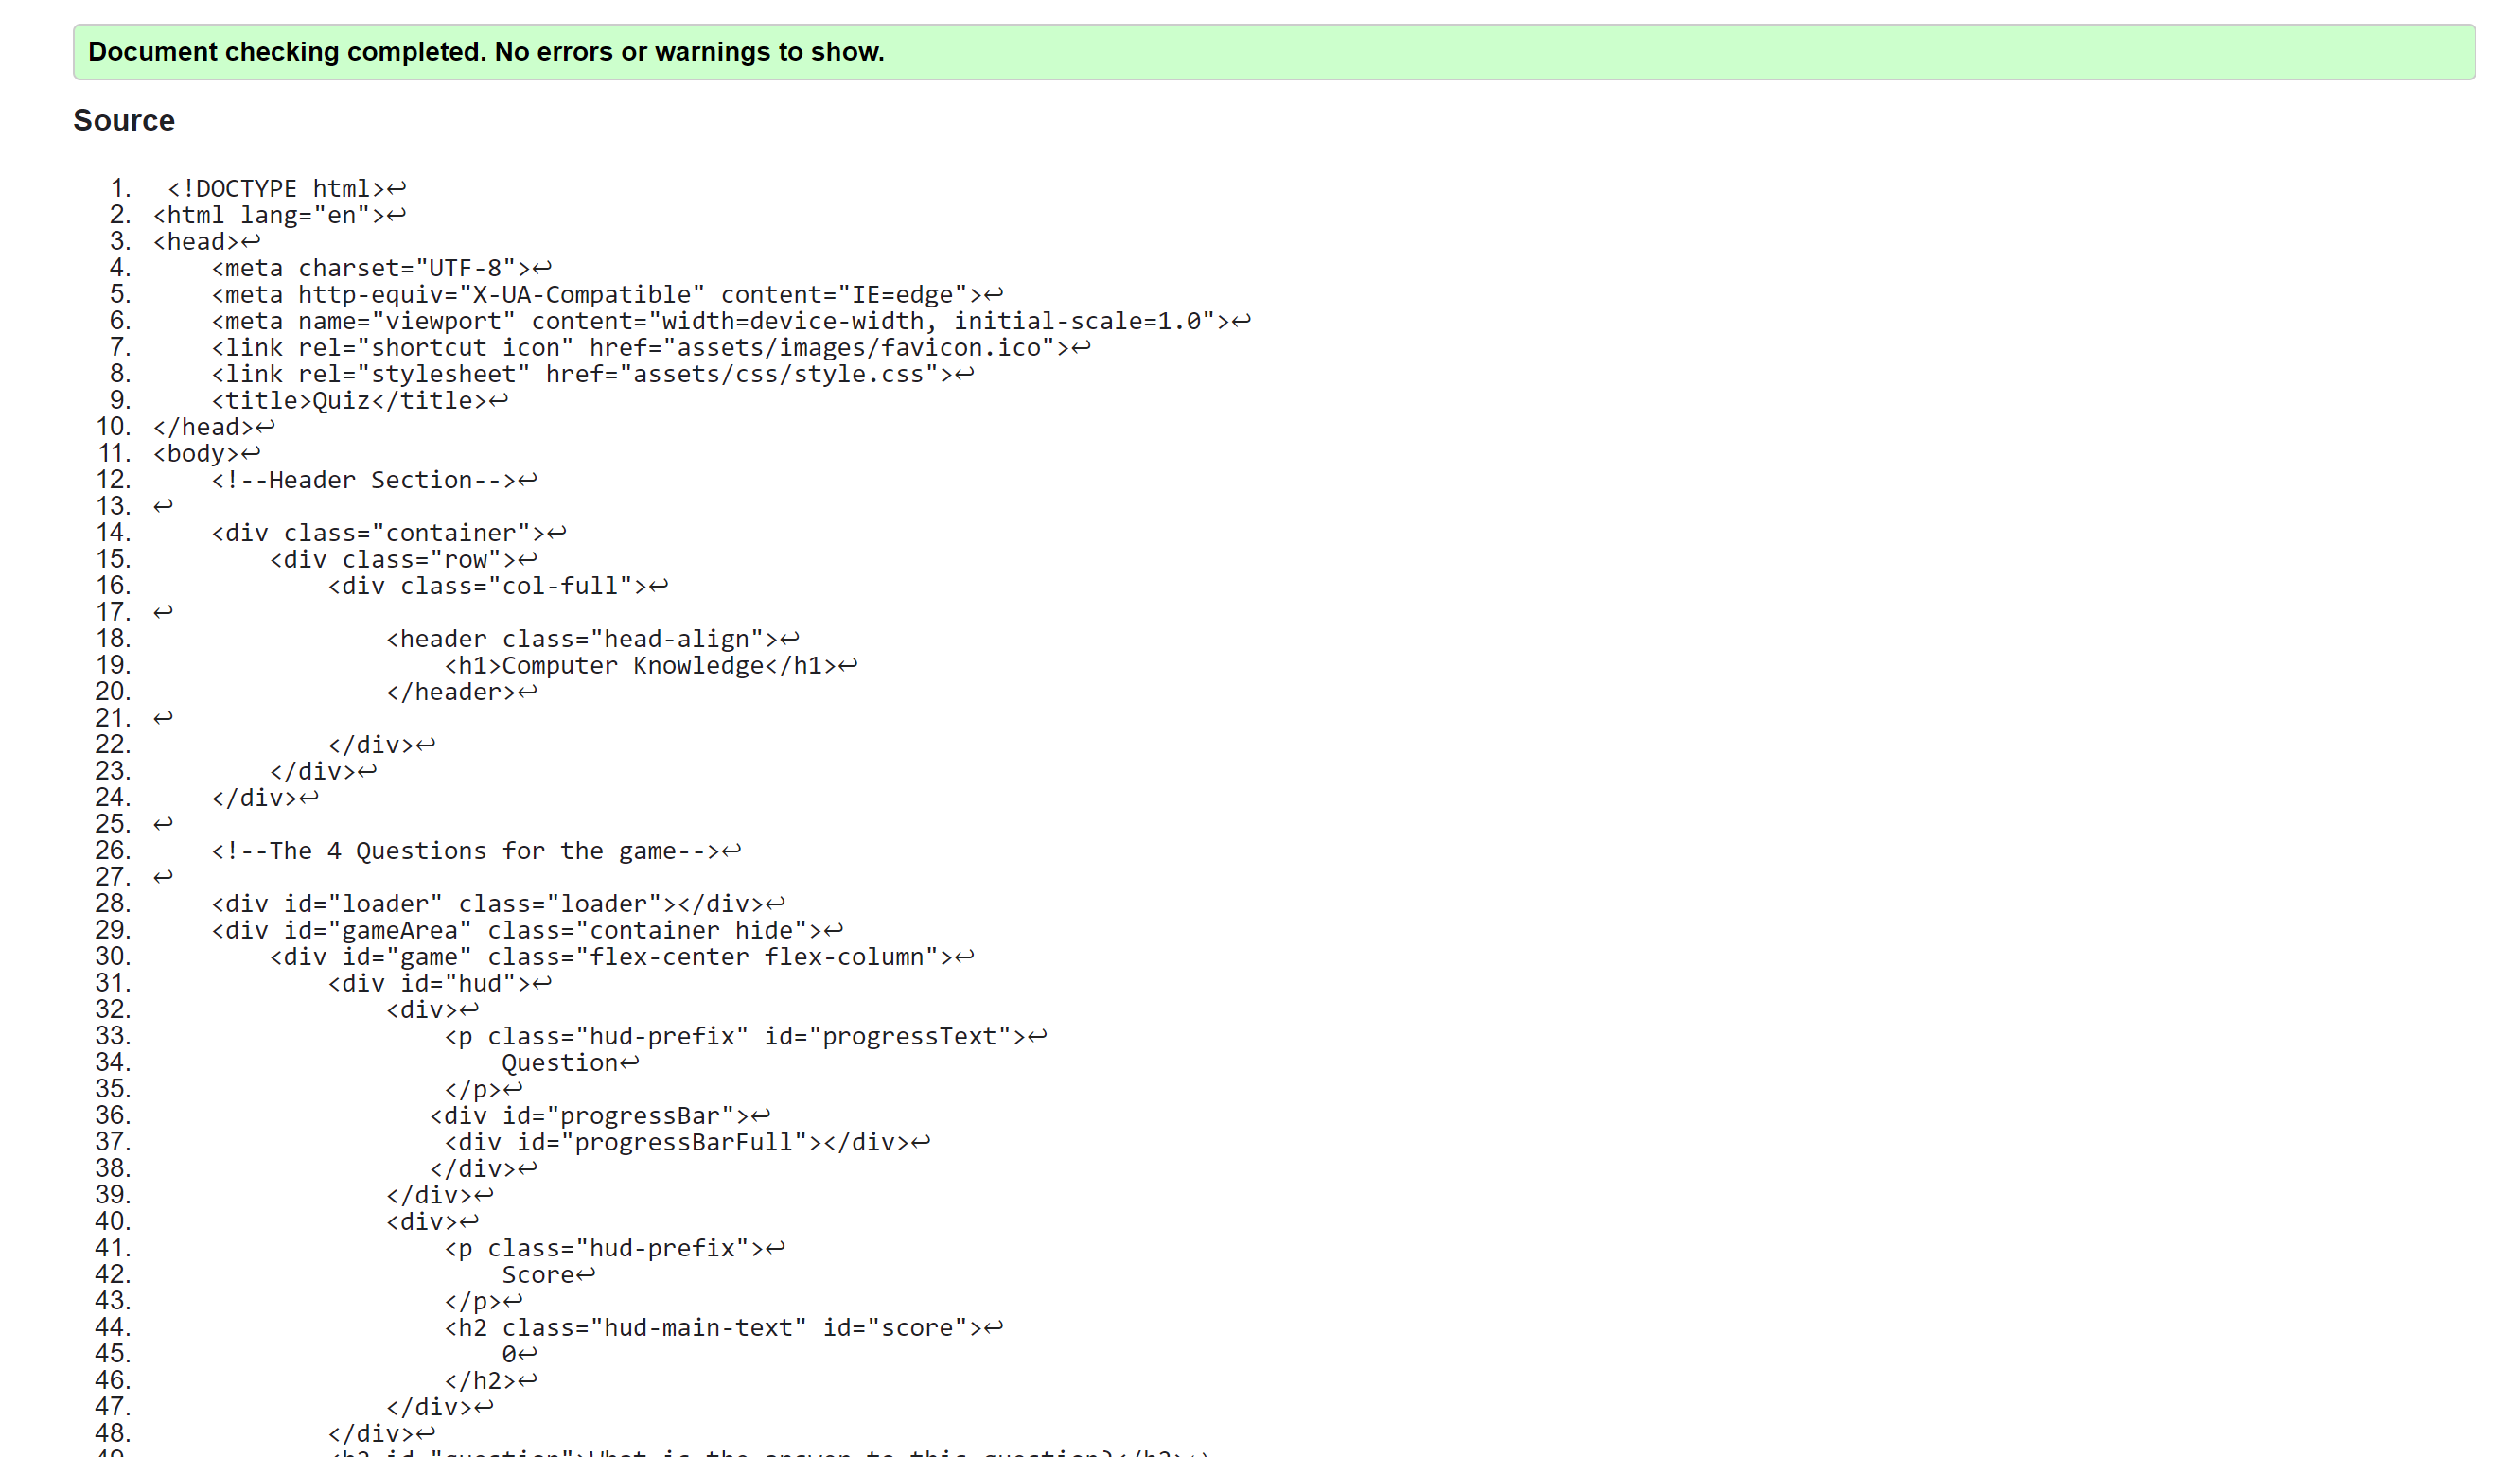 Document checking completed. No errors or warnings to show.
Source
1.  <!DOCTYPE html>↩
2. <html lang="en">↩
3. <head>↩
4.     <meta charset="UTF-8">↩
5.     <meta http-equiv="X-UA-Compatible" content="IE=edge">↩
6.     <meta name="viewport" content="width=device-width, initial-scale=1.0">↩
7.     <link rel="shortcut icon" href="assets/images/favicon.ico">↩
8.     <link rel="stylesheet" href="assets/css/style.css">↩
9.     <title>Quiz</title>↩
10. </head>↩
11. <body>↩
12.     <!--Header Section-->↩
13. ↩
14.     <div class="container">↩
15.         <div class="row">↩
16.             <div class="col-full">↩
17. ↩
18.                 <header class="head-align">↩
19.                     <h1>Computer Knowledge</h1>↩
20.                 </header>↩
21. ↩
22.             </div>↩
23.         </div>↩
24.     </div>↩
25. ↩
26.     <!--The 4 Questions for the game-->↩
27. ↩
28.     <div id="loader" class="loader"></div>↩
29.     <div id="gameArea" class="container hide">↩
30.         <div id="game" class="flex-center flex-column">↩
31.             <div id="hud">↩
32.                 <div>↩
33.                     <p class="hud-prefix" id="progressText">↩
34.                         Question↩
35.                     </p>↩
36.                    <div id="progressBar">↩
37.                     <div id="progressBarFull"></div>↩
38.                    </div>↩
39.                 </div>↩
40.                 <div>↩
41.                     <p class="hud-prefix">↩
42.                         Score↩
43.                     </p>↩
44.                     <h2 class="hud-main-text" id="score">↩
45.                         0↩
46.                     </h2>↩
47.                 </div>↩
48.             </div>↩